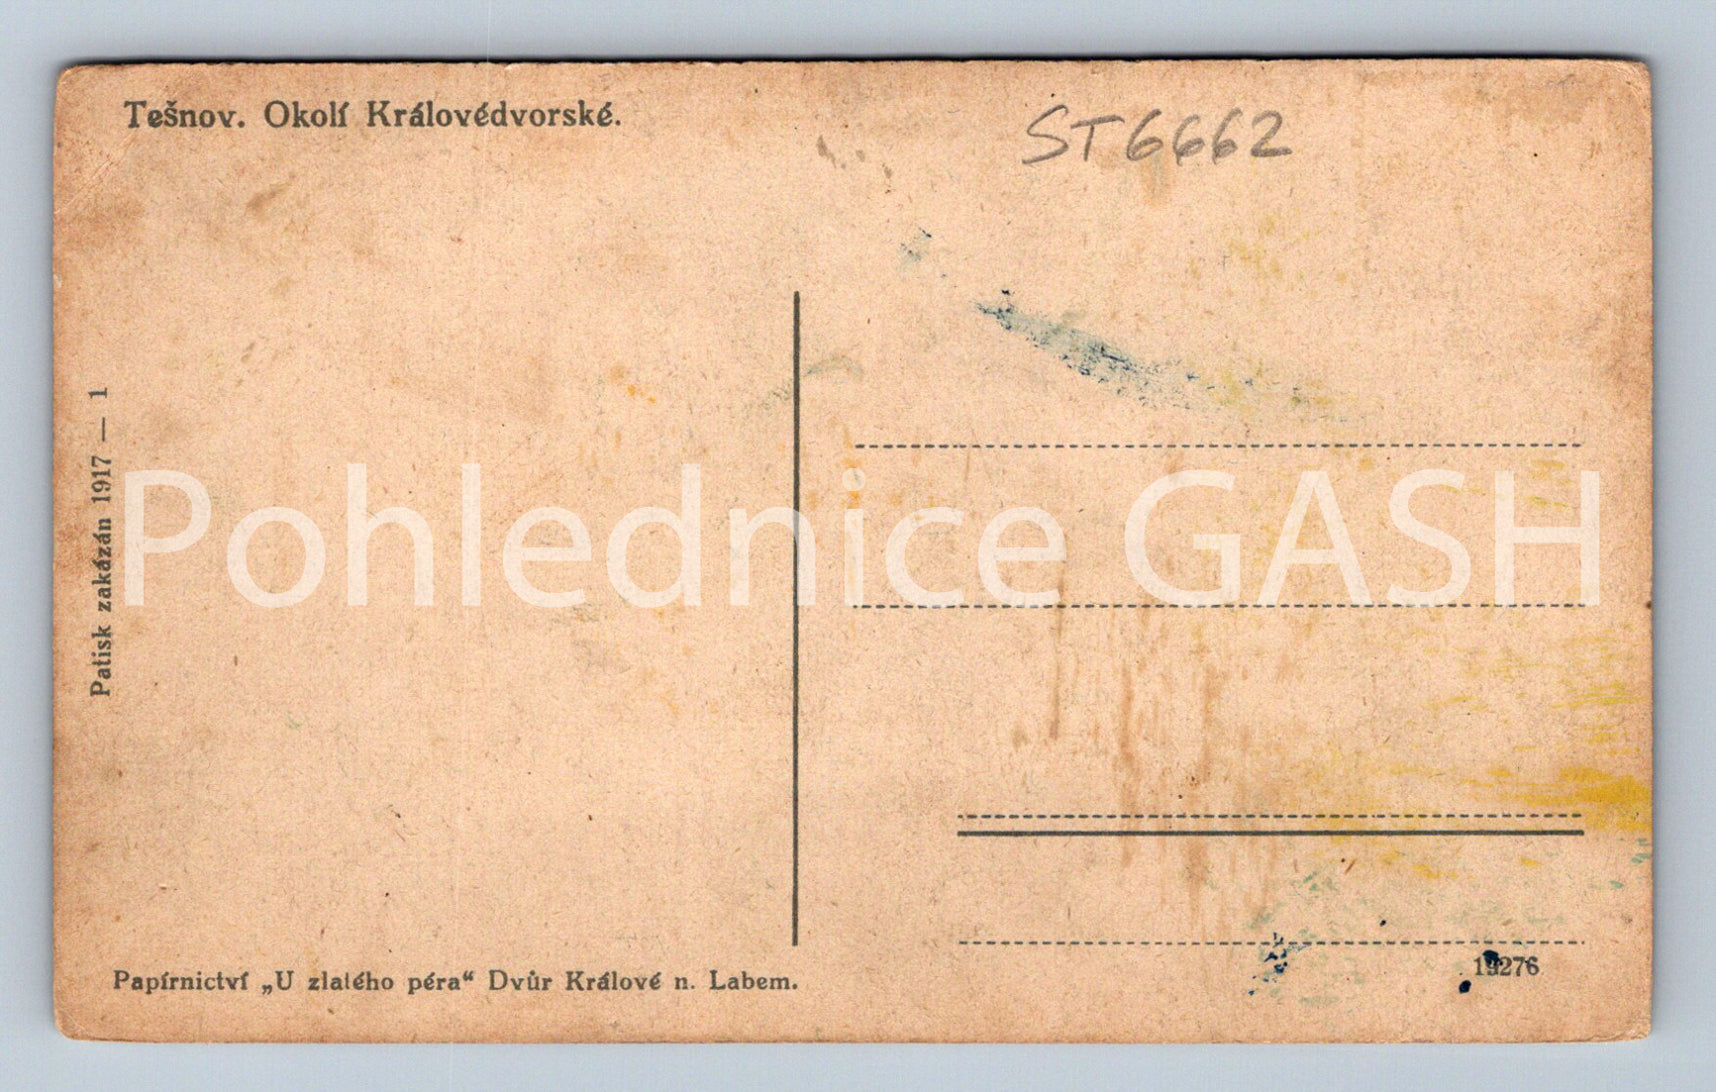 Tešnov. Okolí Královédvorské.
ST6662
Patisk zakázán 1917 — 1
Pohlednice GASH
Papírnictví „U zlatého péra“ Dvůr Králové n. Labem.
19276